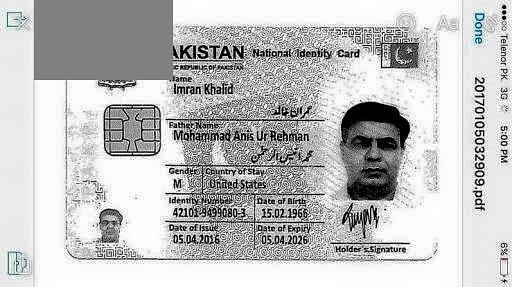 AKISTAN National Identity Card
IC REPUBLIC OF PAKISTAN
Name
Imran Khalid
عمران خالد
Father Name
Mohammad Anis Ur Rehman
محمد انیس الرحمٰن
Gender Country of Stay
M United States
Identity Number Date of Birth
42101-9499080-3 15.02.1966
Date of Issue Date of Expiry
05.04.2016 05.04.2026
Holder's Signature
Telenor PK 3G 5:00 PM 6%
Done 20170105032909.pdf
Aa